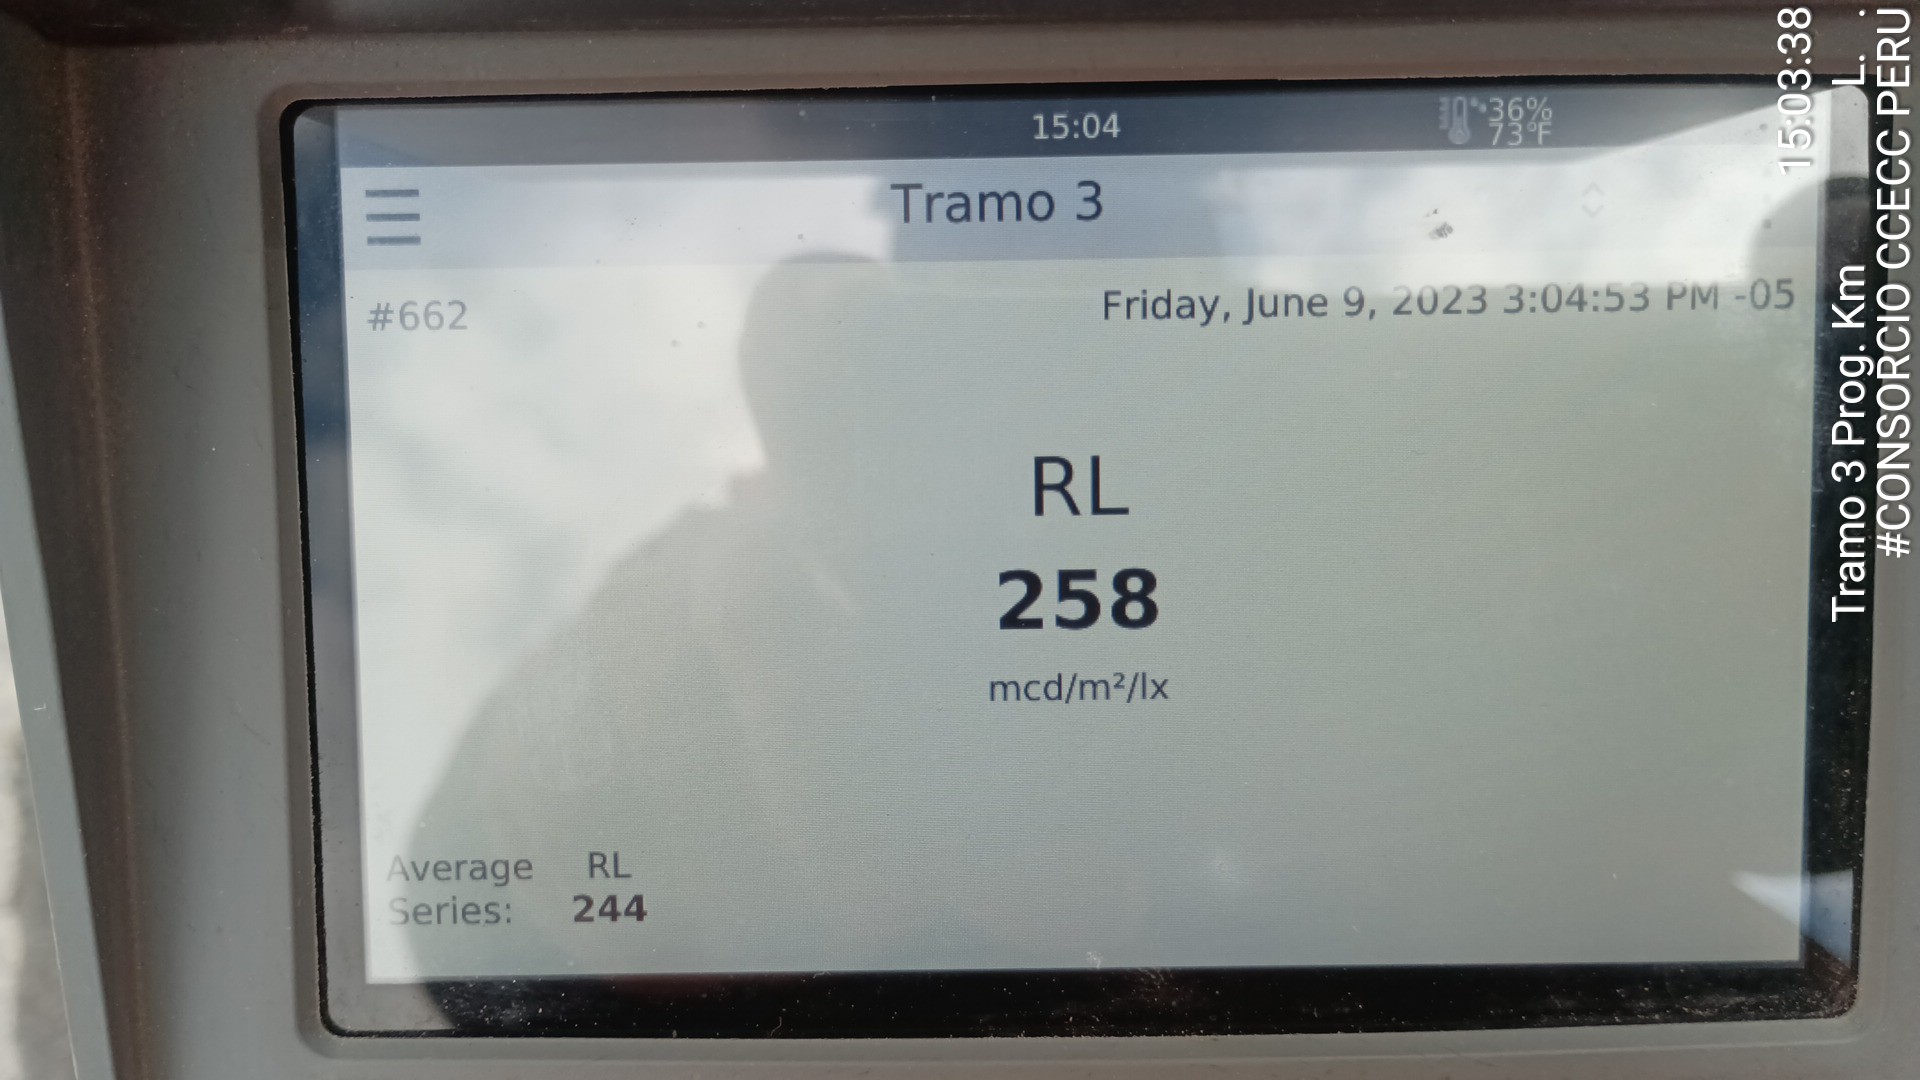 15:04
36%
73°F
Tramo 3
#662
Friday, June 9, 2023 3:04:53 PM -05
RL
258
mcd/m²/lx
Average RL
Series: 244
15:03:38
Tramo 3 Prog. Km L. .
#CONSORCIO CCECC PERU